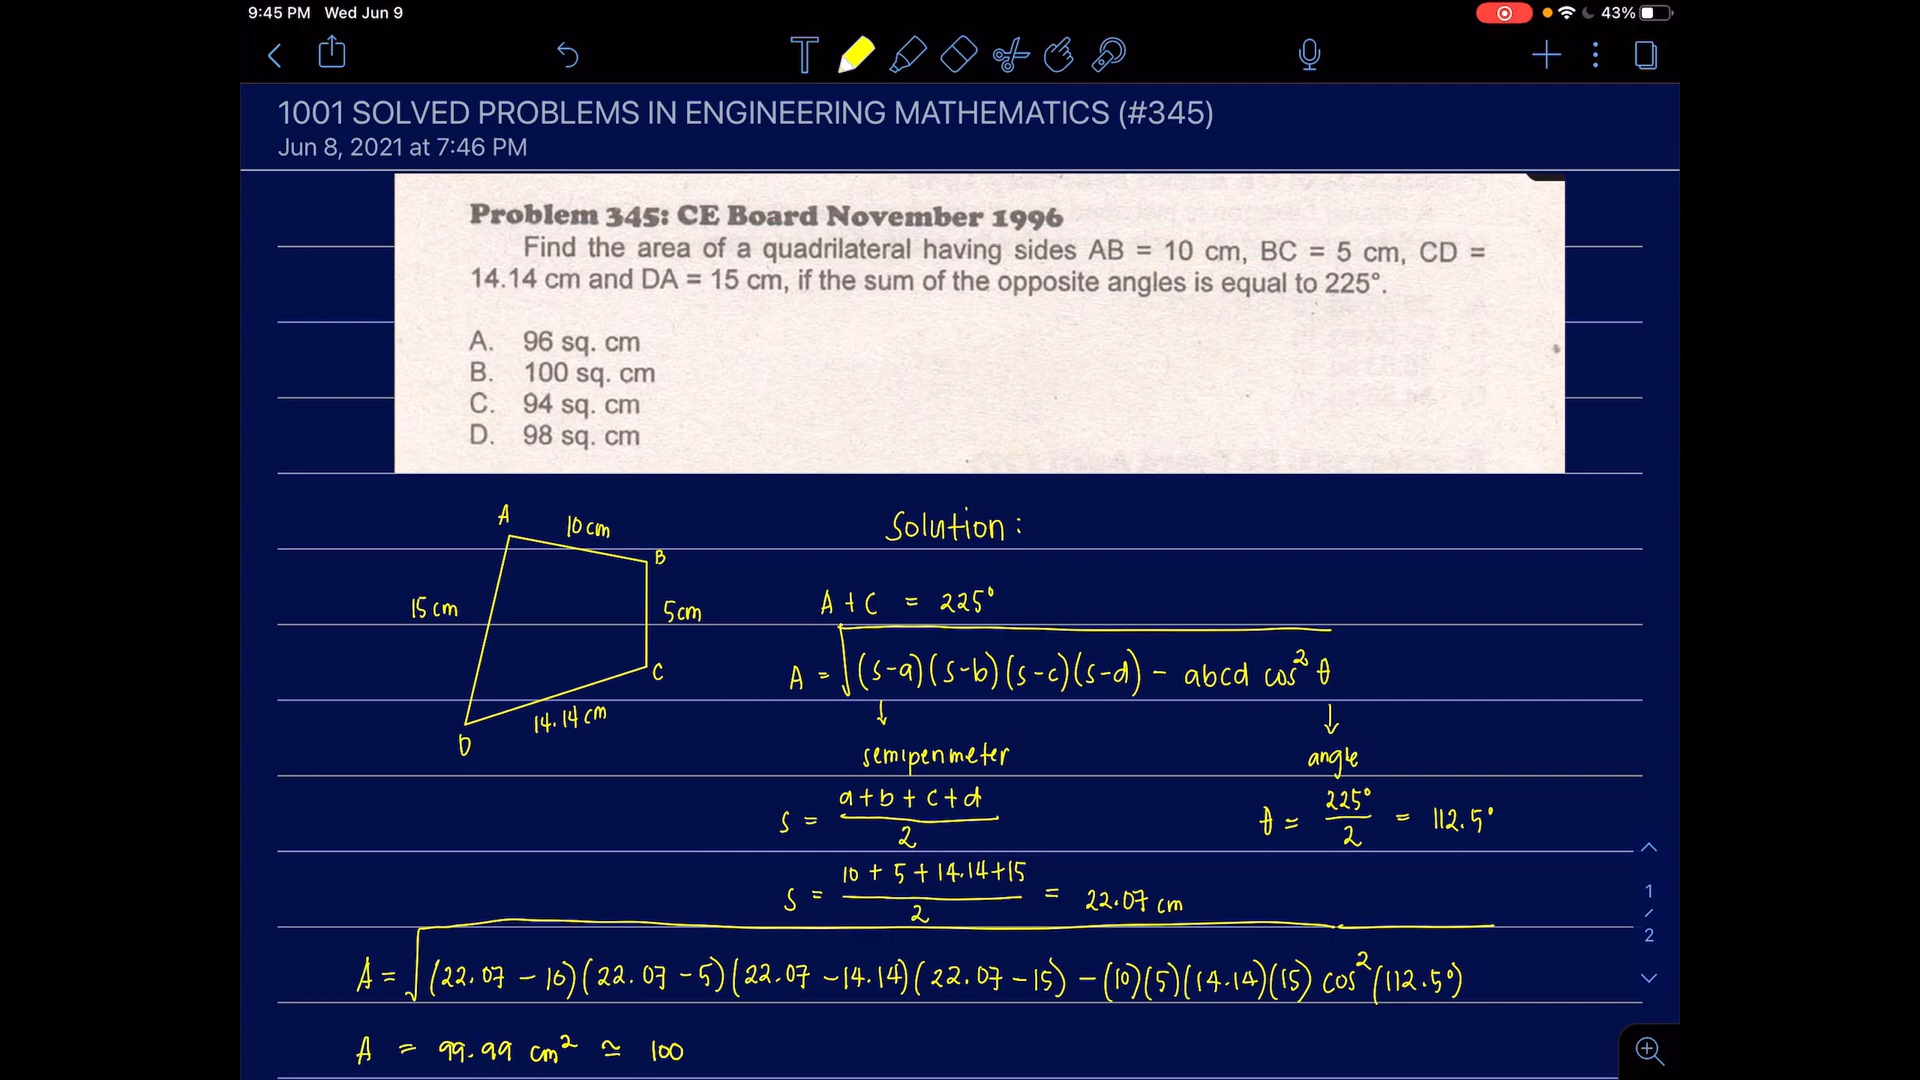 9:45 PM Wed Jun 9
43%
T
1001 SOLVED PROBLEMS IN ENGINEERING MATHEMATICS (#345)
Jun 8, 2021 at 7:46 PM
Problem 345: CE Board November 1996
Find the area of a quadrilateral having sides AB = 10 cm, BC = 5 cm, CD =
14.14 cm and DA = 15 cm, if the sum of the opposite angles is equal to 225°.
A. 96 sq. cm
B. 100 sq. cm
C. 94 sq. cm
D. 98 sq. cm
A
10 cm
B
15 cm
5 cm
C
14.14 cm
D
Solution:
A + C = 225°
A = √(s-a)(s-b)(s-c)(s-d) - abcd cos² θ
↓ ↓
semiperimeter angle
s = a+b+c+d / 2
θ = 225° / 2 = 112.5°
s = 10 + 5 + 14.14 + 15 / 2 = 22.07 cm
A = √(22.07 - 10)(22.07 - 5)(22.07 - 14.14)(22.07 - 15) - (10)(5)(14.14)(15) cos² (112.5°)
A = 99.99 cm² ≃ 100
1
/
2